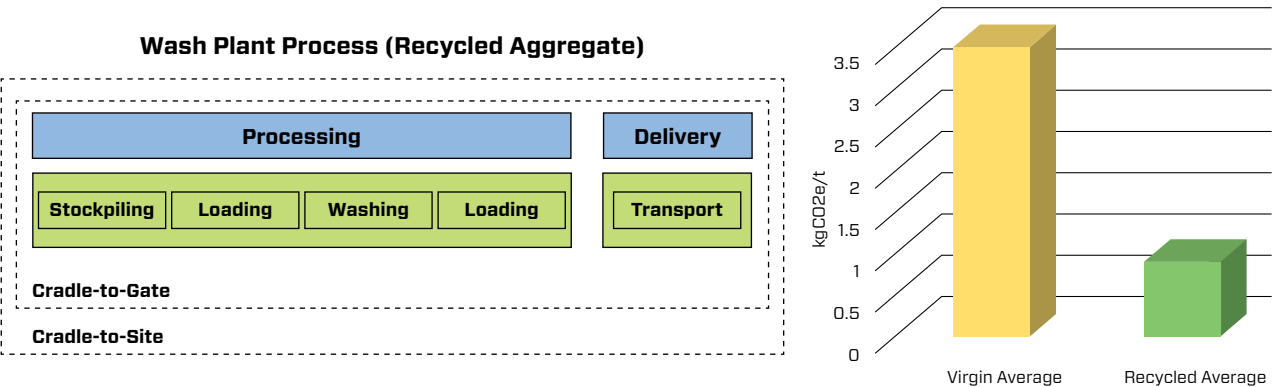 Wash Plant Process (Recycled Aggregate)
Processing
Delivery
Stockpiling
Loading
Washing
Loading
Transport
Cradle-to-Gate
Cradle-to-Site
kgCO2e/t
3.5
3
2.5
2
1.5
1
0.5
0
Virgin Average
Recycled Average